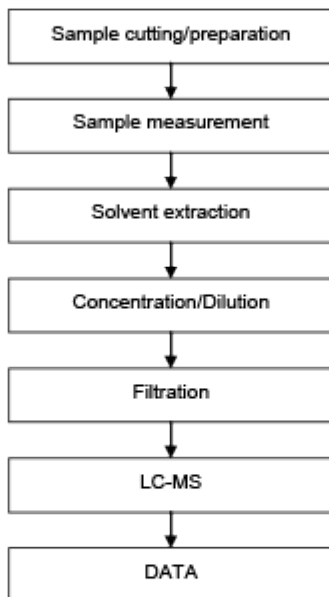 Sample cutting/preparation
Sample measurement
Solvent extraction
Concentration/Dilution
Filtration
LC-MS
DATA